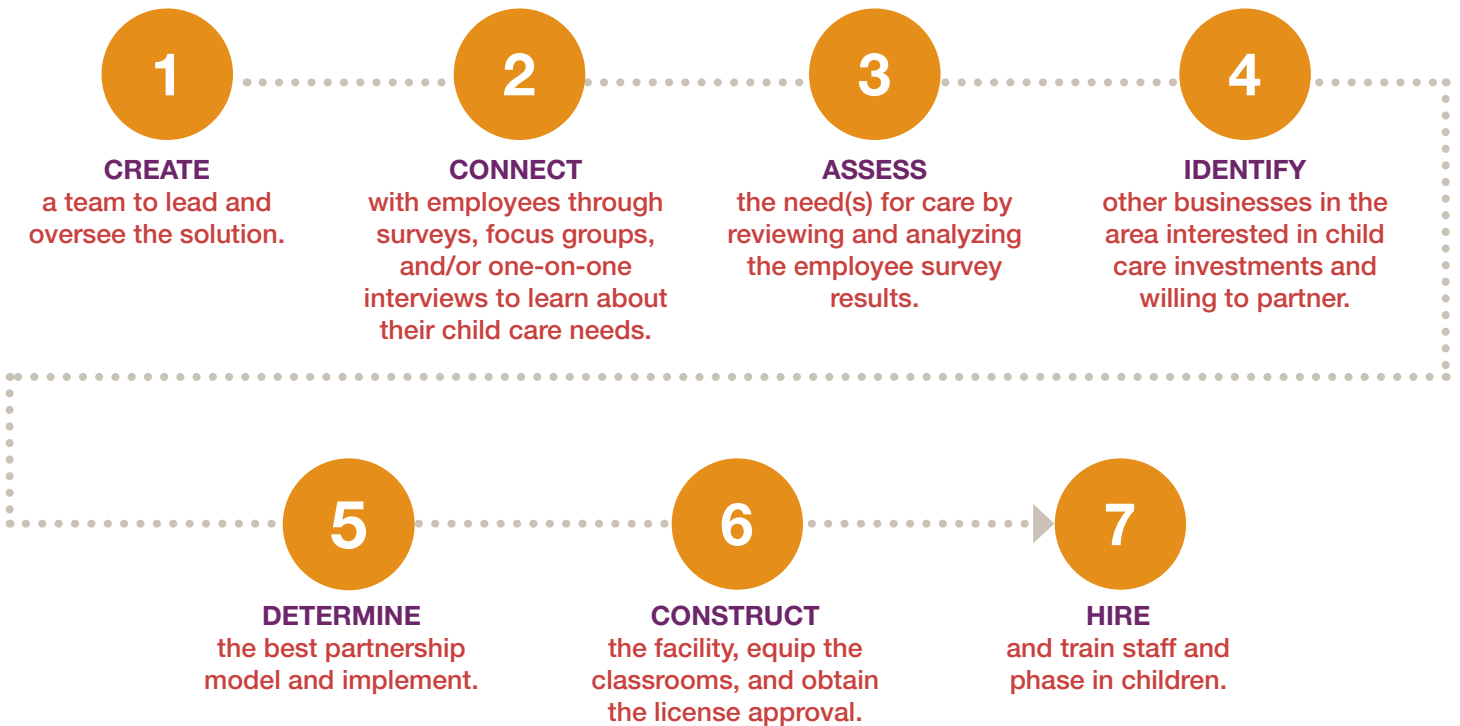 1
CREATE
a team to lead and
oversee the solution.
2
CONNECT
with employees through
surveys, focus groups,
and/or one-on-one
interviews to learn about
their child care needs.
3
ASSESS
the need(s) for care by
reviewing and analyzing
the employee survey
results.
4
IDENTIFY
other businesses in the
area interested in child
care investments and
willing to partner.
5
DETERMINE
the best partnership
model and implement.
6
CONSTRUCT
the facility, equip the
classrooms, and obtain
the license approval.
7
HIRE
and train staff and
phase in children.